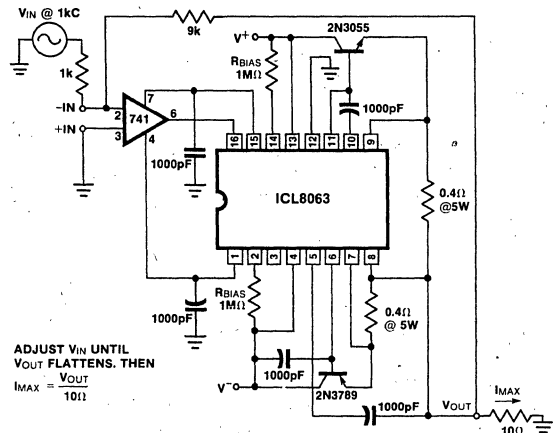 VIN @ 1kC
9k
V+
2N3055
1k
RBIAS
1MΩ
-IN
+IN
2
3
741
7
6
4
1000pF
1000pF
16
15
14
13
12
11
10
9
ICL8063
0.4Ω
@5W
1
2
3
4
5
6
7
8
1000pF
RBIAS
1MΩ
0.4Ω
@ 5W
1000pF
V-
2N3789
1000pF
VOUT
IMAX
10Ω
ADJUST VIN UNTIL
VOUT FLATTENS. THEN
IMAX = VOUT
10Ω